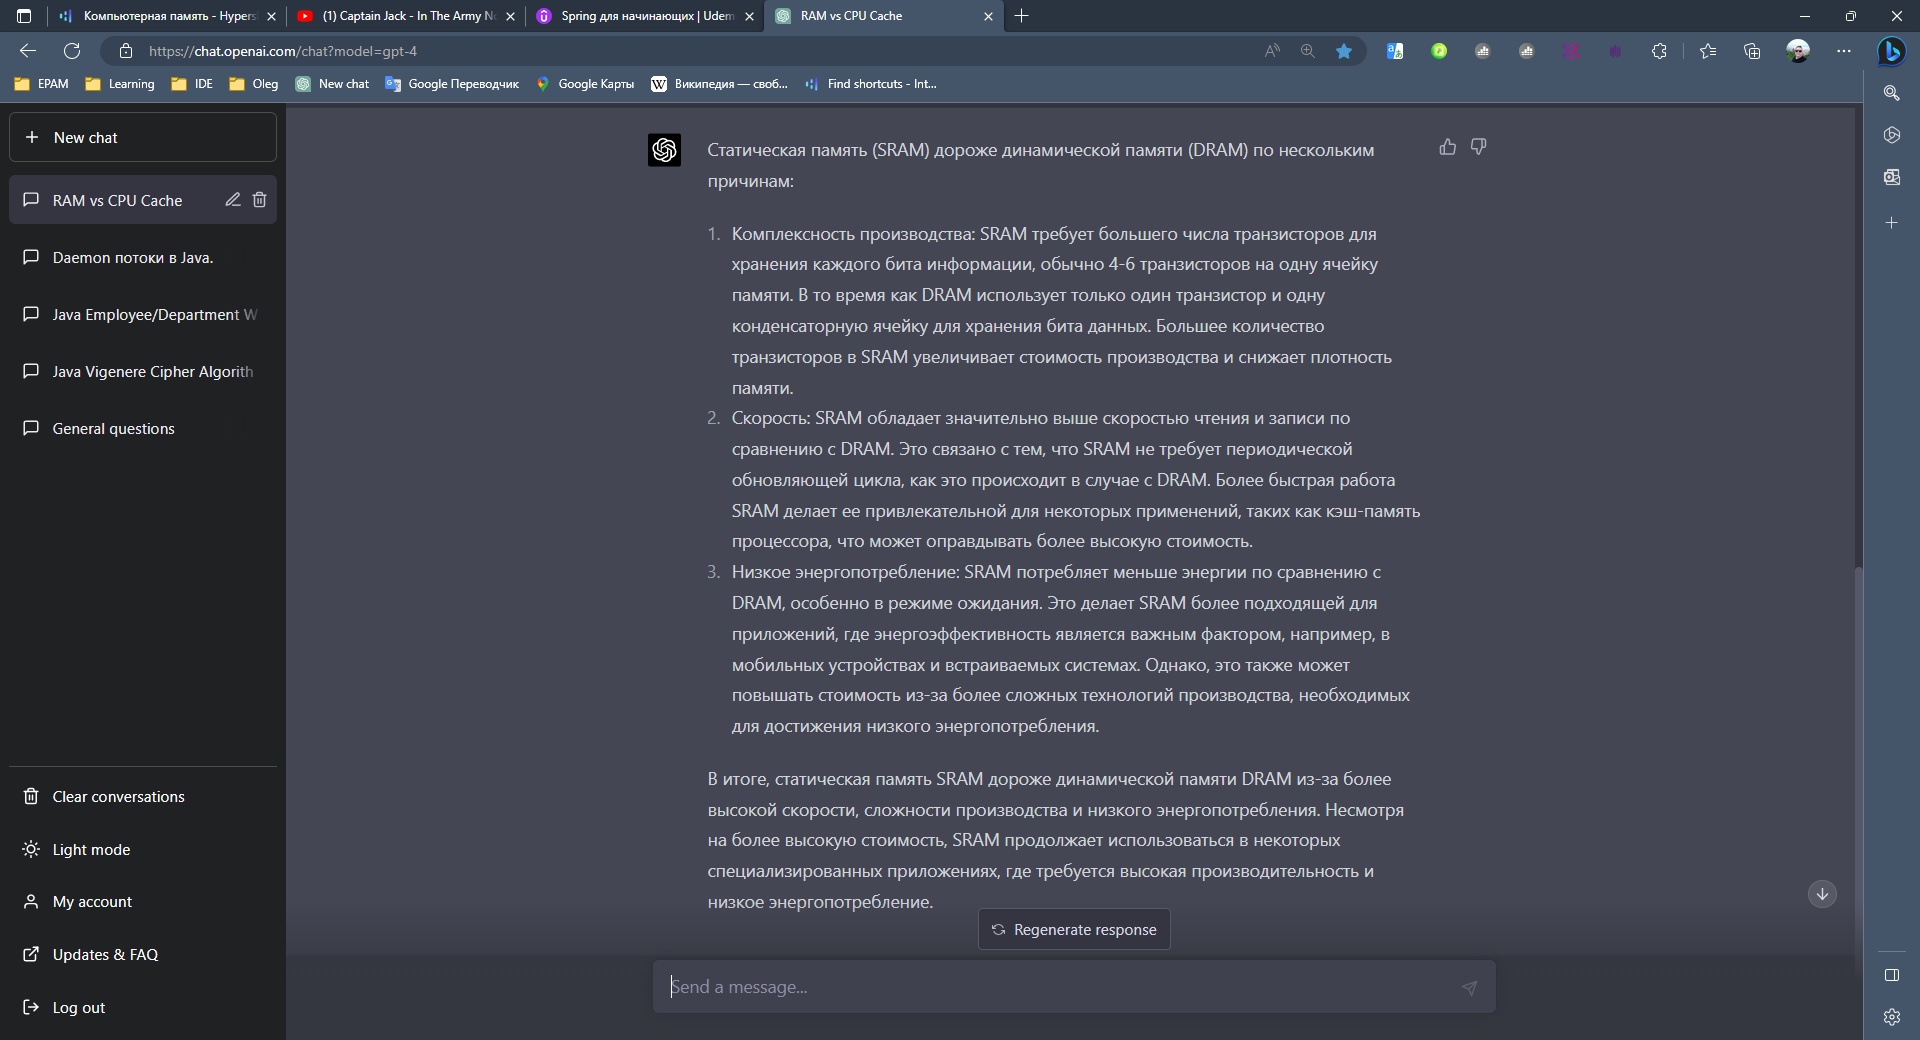 Компьютерная память - Hypers
(1) Captain Jack - In The Army N
Spring для начинающих | Udem
RAM vs CPU Cache
https://chat.openai.com/chat?model=gpt-4
EPAM
Learning
IDE
Oleg
New chat
Google Переводчик
Google Карты
Википедия — своб...
Find shortcuts - Int...
New chat
RAM vs CPU Cache
Daemon потоки в Java.
Java Employee/Department W
Java Vigenere Cipher Algorith
General questions
Clear conversations
Light mode
My account
Updates & FAQ
Log out
Статическая память (SRAM) дороже динамической памяти (DRAM) по нескольким
причинам:
1. Комплексность производства: SRAM требует большего числа транзисторов для
хранения каждого бита информации, обычно 4-6 транзисторов на одну ячейку
памяти. В то время как DRAM использует только один транзистор и одну
конденсаторную ячейку для хранения бита данных. Большее количество
транзисторов в SRAM увеличивает стоимость производства и снижает плотность
памяти.
2. Скорость: SRAM обладает значительно выше скоростью чтения и записи по
сравнению с DRAM. Это связано с тем, что SRAM не требует периодической
обновляющей цикла, как это происходит в случае с DRAM. Более быстрая работа
SRAM делает ее привлекательной для некоторых применений, таких как кэш-память
процессора, что может оправдывать более высокую стоимость.
3. Низкое энергопотребление: SRAM потребляет меньше энергии по сравнению с
DRAM, особенно в режиме ожидания. Это делает SRAM более подходящей для
приложений, где энергоэффективность является важным фактором, например, в
мобильных устройствах и встраиваемых системах. Однако, это также может
повышать стоимость из-за более сложных технологий производства, необходимых
для достижения низкого энергопотребления.
В итоге, статическая память SRAM дороже динамической памяти DRAM из-за более
высокой скорости, сложности производства и низкого энергопотребления. Несмотря
на более высокую стоимость, SRAM продолжает использоваться в некоторых
специализированных приложениях, где требуется высокая производительность и
низкое энергопотребление.
Regenerate response
Send a message...